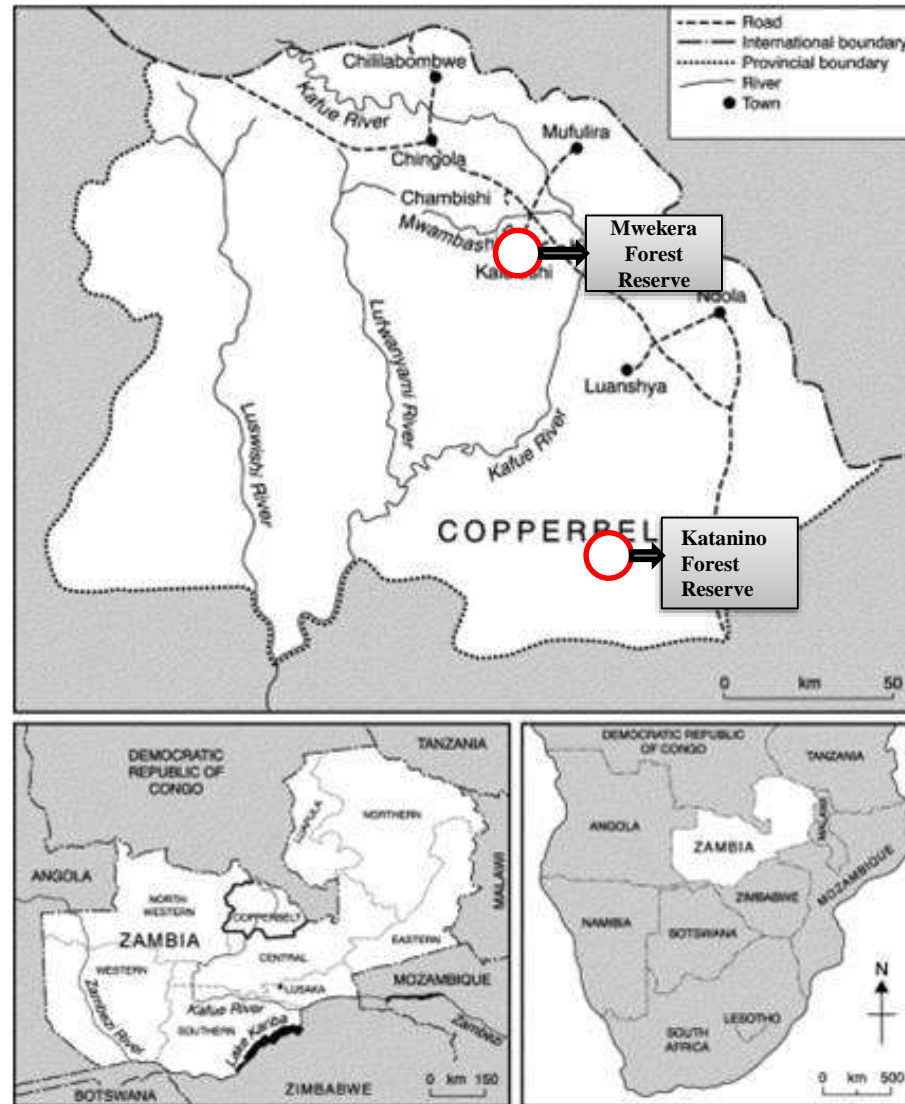 Road
International boundary
Provincial boundary
River
Town
Chililabombwe
Kafue River
Mufulira
Chingola
Chambishi
Mwambash
Mwekera
Forest
Reserve
Ndola
Lufwanyami River
Luanshya
Luswishi River
Kafue River
COPPERBEL
Katanino
Forest
Reserve
0 km 50
DEMOCRATIC
REPUBLIC OF
CONGO
TANZANIA
LUAPULA
NORTHERN
ANGOLA
MALAWI
NORTH-
WESTERN
COPPERBELT
ZAMBIA
EASTERN
CENTRAL
WESTERN
LUSAKA
MOZAMBIQUE
Kafue River
Zambezi River
SOUTHERN
Lake Kariba
Zambezi
ZIMBABWE
BOTSWANA
0 km 150
DEMOCRATIC REPUBLIC
OF CONGO
TANZANIA
ANGOLA
MALAWI
ZAMBIA
MOZAMBIQUE
ZIMBABWE
NAMIBIA
BOTSWANA
N
LESOTHO
SOUTH
AFRICA
0 km 500